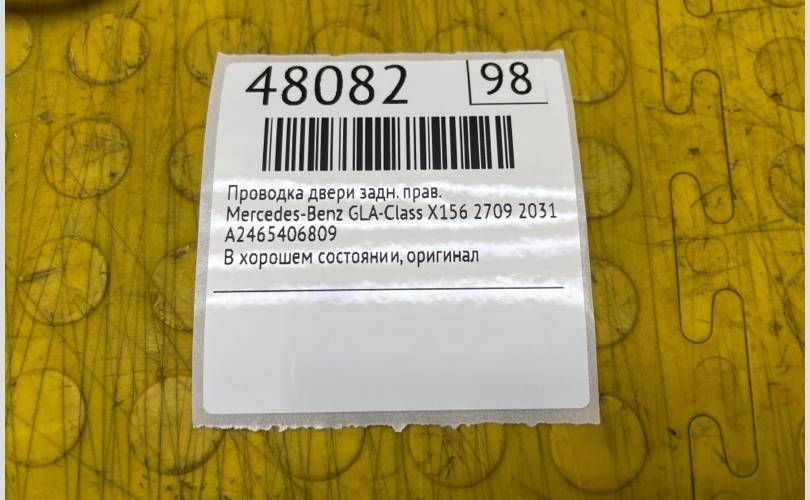 48082 98
Проводка двери задн. прав.
Mercedes-Benz GLA-Class X156 2709 2031
A2465406809
В хорошем состоянии, оригинал